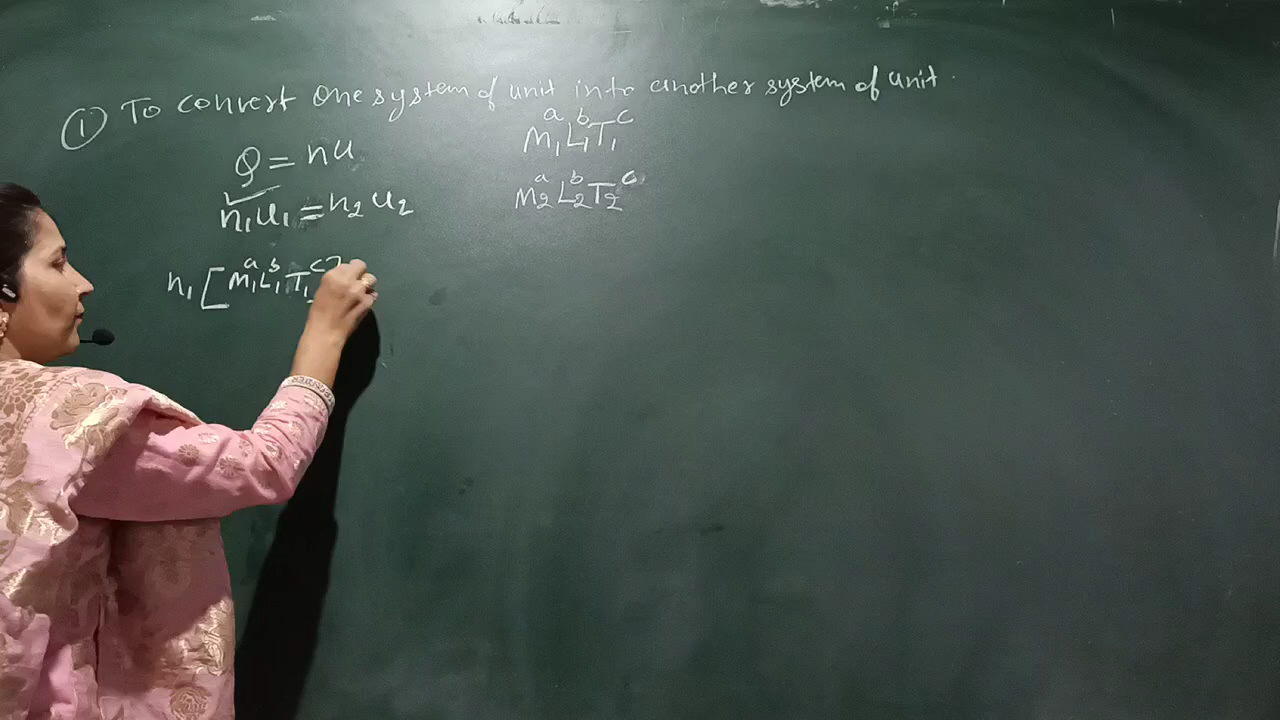 ① To convert one system of unit into another system of unit.
Q = nu
n₁u₁ = n₂u₂
M₁ᵃL₁ᵇT₁ᶜ
M₂ᵃL₂ᵇT₂ᶜ
n₁[M₁ᵃL₁ᵇT₁ᶜ]